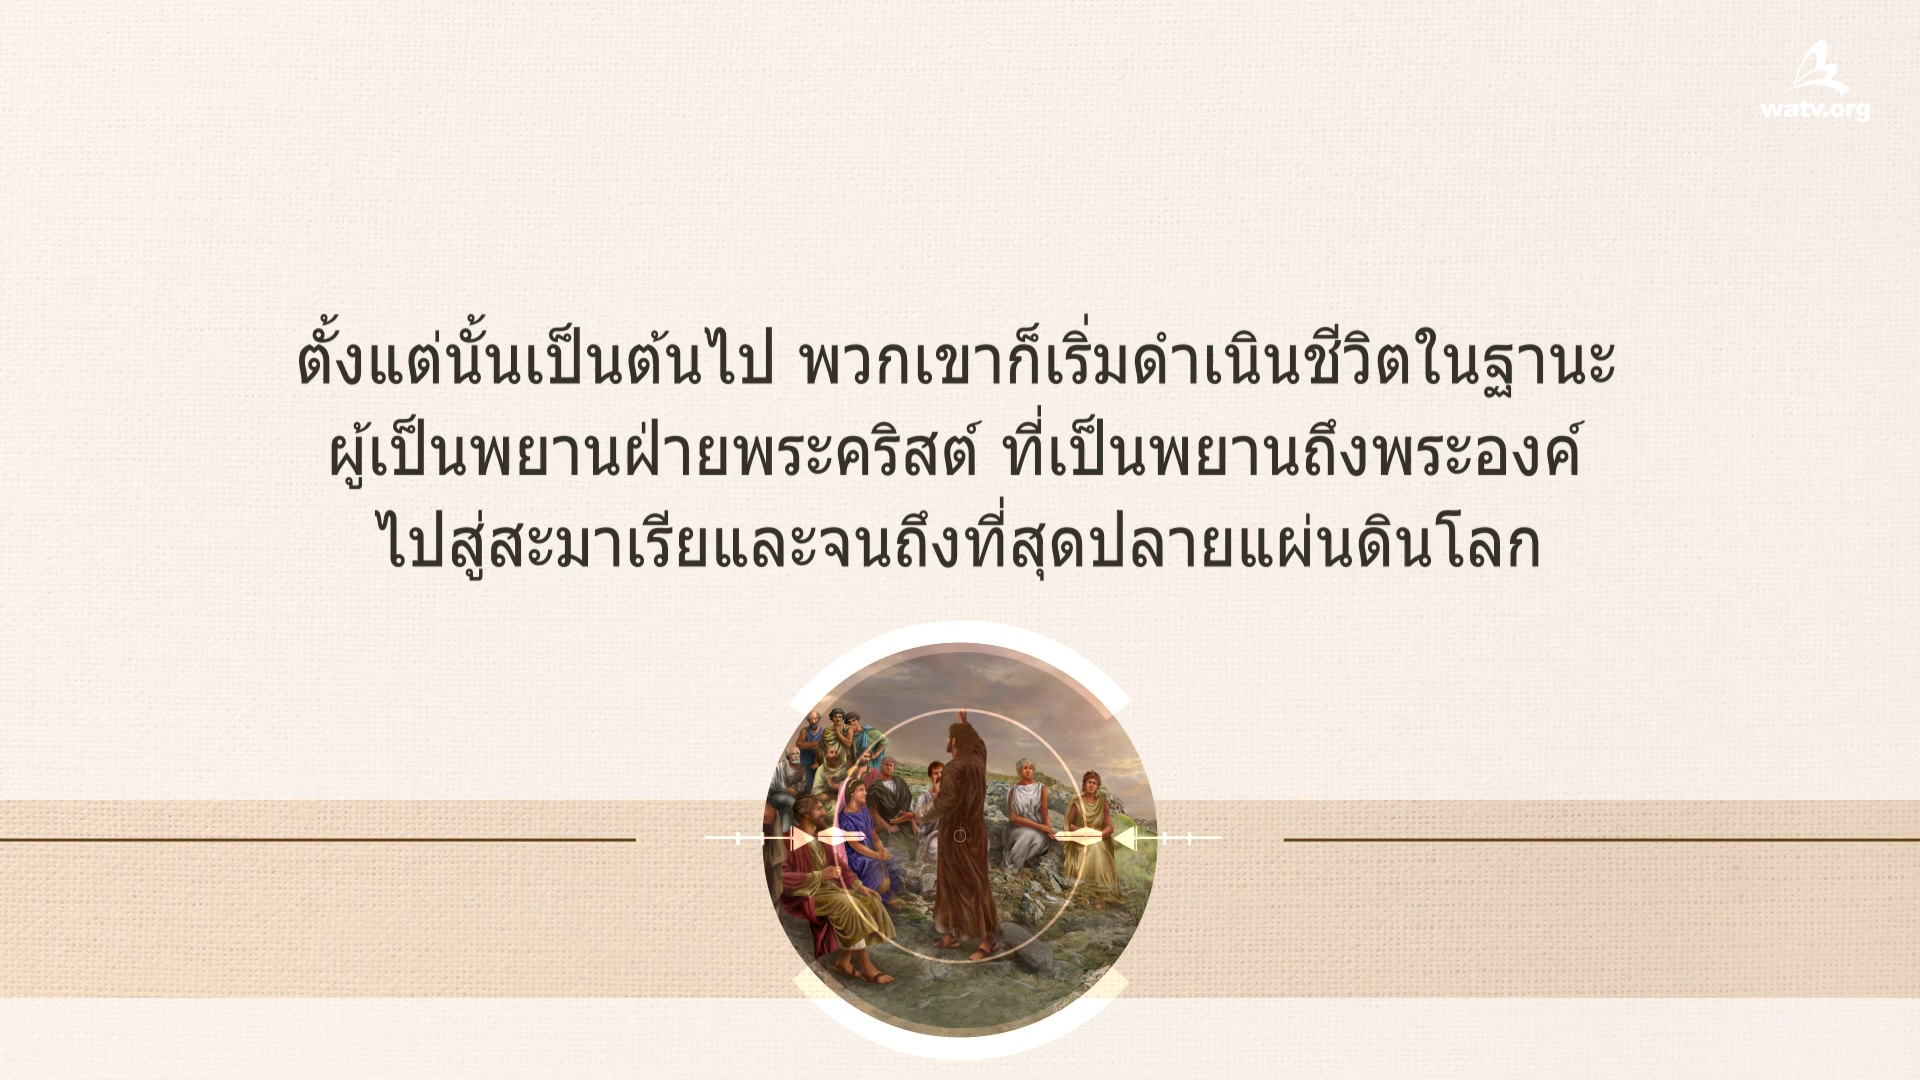 watv.org
ตั้งแต่นั้นเป็นต้นไป พวกเขาก็เริ่มดำเนินชีวิตในฐานะ
ผู้เป็นพยานฝ่ายพระคริสต์ ที่เป็นพยานถึงพระองค์
ไปสู่สะมาเรียและจนถึงที่สุดปลายแผ่นดินโลก